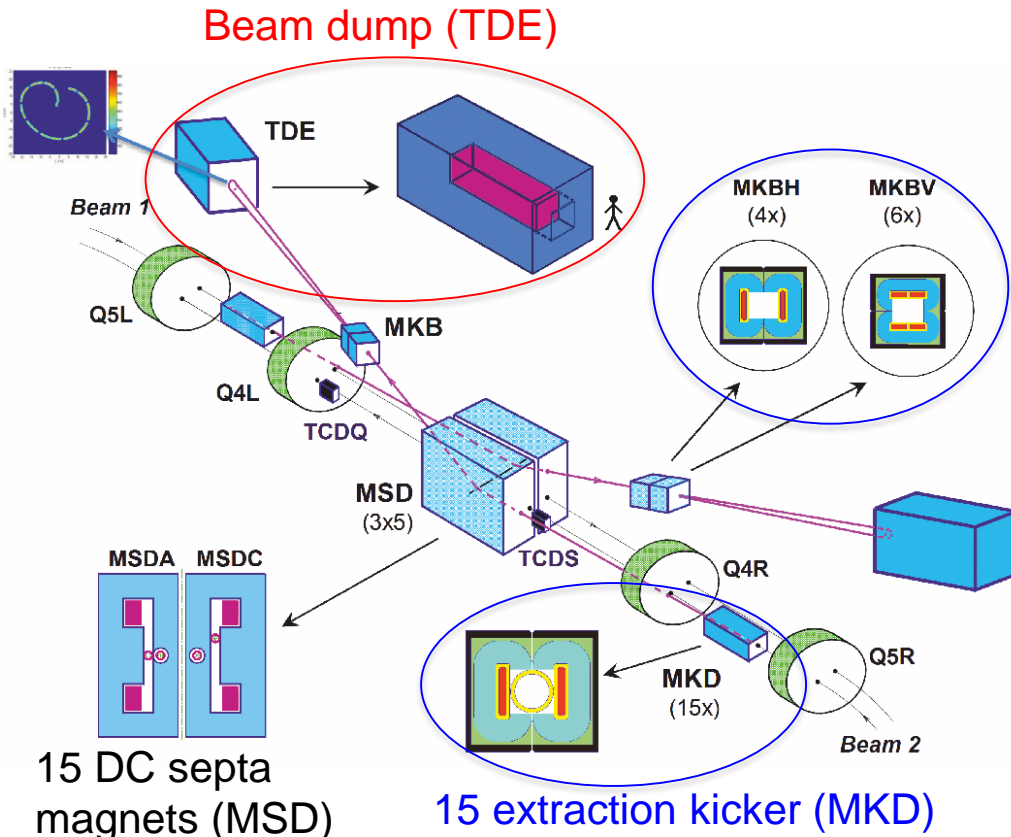 Beam dump (TDE)
TDE
MKBH
(4x)
MKBV
(6x)
Beam 1
Q5L
MKB
Q4L
TCDQ
MSD
(3x5)
TCDS
MSDA
MSDC
Q4R
Q5R
MKD
(15x)
Beam 2
15 DC septa
magnets (MSD)
15 extraction kicker (MKD)